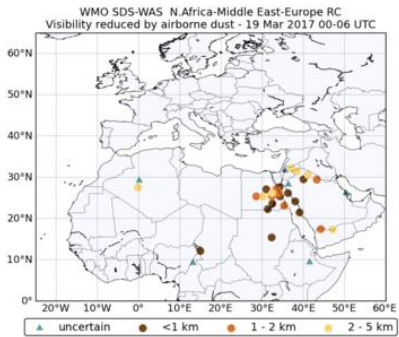 WMO SDS-WAS N.Africa-Middle East-Europe RC
Visibility reduced by airborne dust - 19 Mar 2017 00-06 UTC
60°N
50°N
40°N
30°N
20°N
10°N
0°
20°W 10°W 0° 10°E 20°E 30°E 40°E 50°E 60°E
uncertain <1 km 1 - 2 km 2 - 5 km